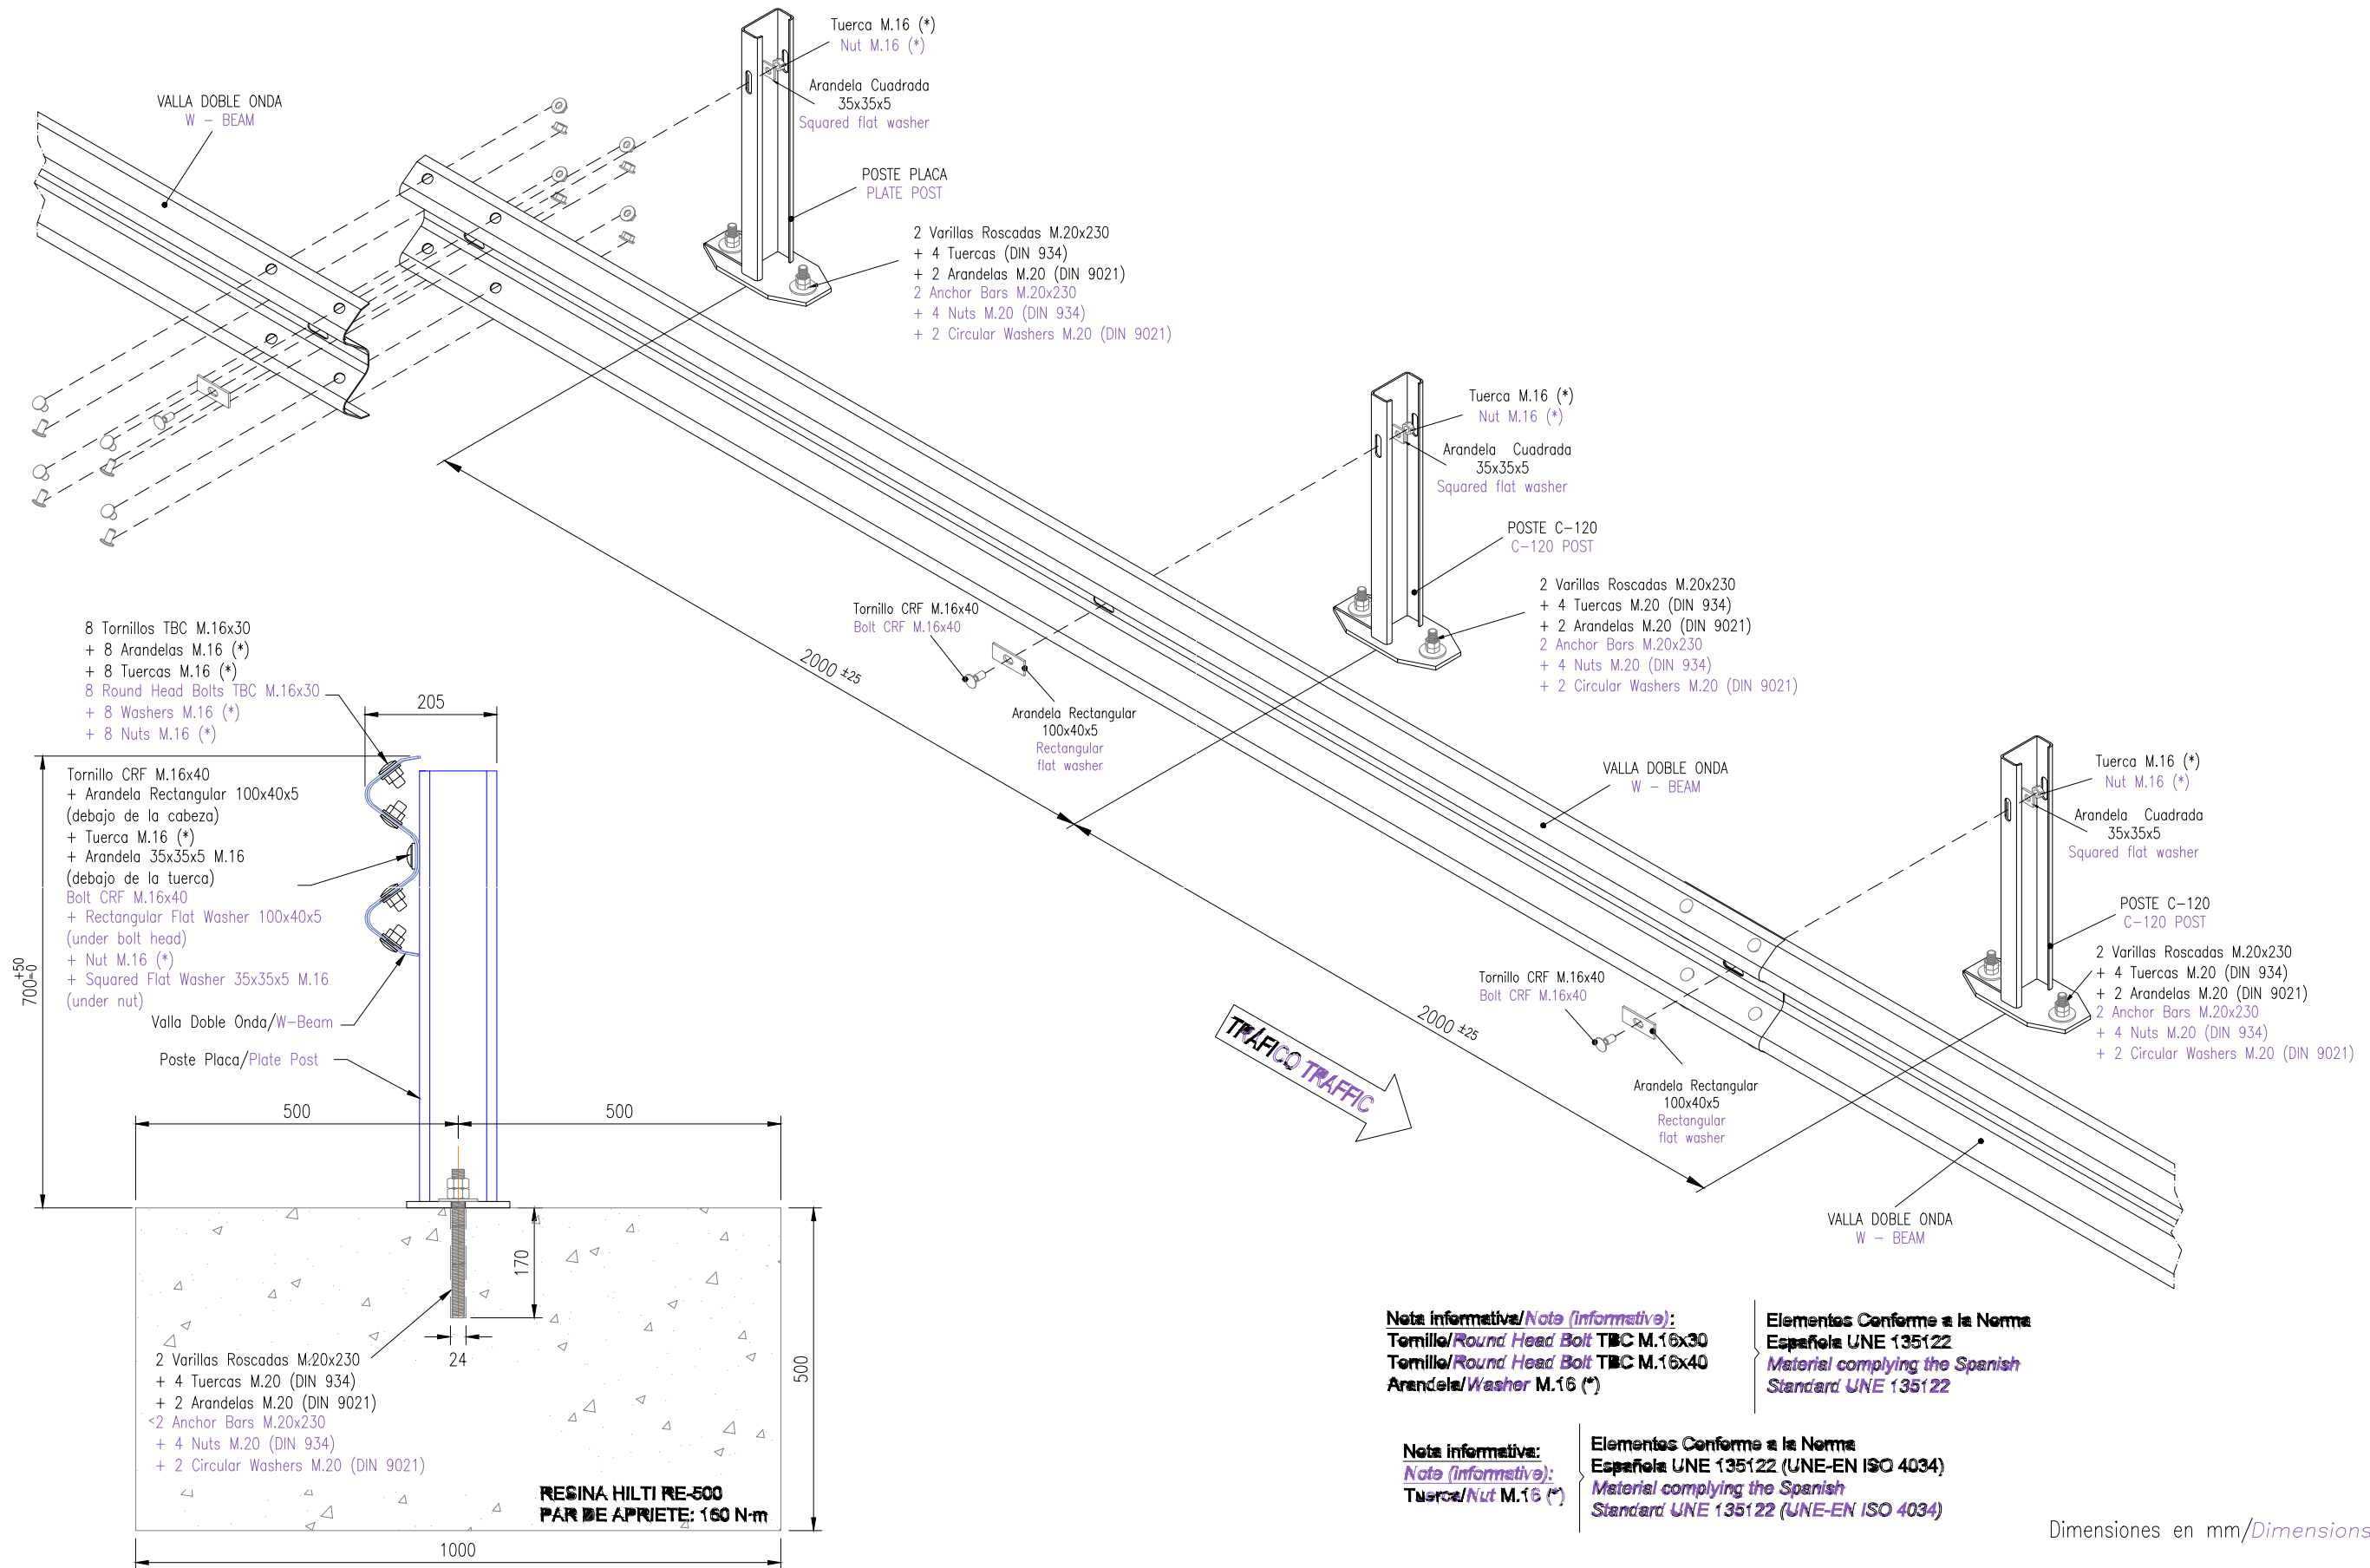 Tuerca M.16 (*)
Nut M.16 (*)
Arandela Cuadrada
35x35x5
Squared flat washer
VALLA DOBLE ONDA
W - BEAM
POSTE PLACA
PLATE POST
2 Varillas Roscadas M.20x230
+ 4 Tuercas (DIN 934)
+ 2 Arandelas M.20 (DIN 9021)
2 Anchor Bars M.20x230
+ 4 Nuts M.20 (DIN 934)
+ 2 Circular Washers M.20 (DIN 9021)
Tuerca M.16 (*)
Nut M.16 (*)
Arandela Cuadrada
35x35x5
Squared flat washer
POSTE C-120
C-120 POST
2 Varillas Roscadas M.20x230
+ 4 Tuercas M.20 (DIN 934)
+ 2 Arandelas M.20 (DIN 9021)
2 Anchor Bars M.20x230
+ 4 Nuts M.20 (DIN 934)
+ 2 Circular Washers M.20 (DIN 9021)
Tornillo CRF M.16x40
Bolt CRF M.16x40
2000 ±25
Arandela Rectangular
100x40x5
Rectangular
flat washer
8 Tornillos TBC M.16x30
+ 8 Arandelas M.16 (*)
+ 8 Tuercas M.16 (*)
8 Round Head Bolts TBC M.16x30
+ 8 Washers M.16 (*)
+ 8 Nuts M.16 (*)
205
Tornillo CRF M.16x40
+ Arandela Rectangular 100x40x5
(debajo de la cabeza)
+ Tuerca M.16 (*)
+ Arandela 35x35x5 M.16
(debajo de la tuerca)
Bolt CRF M.16x40
+ Rectangular Flat Washer 100x40x5
(under bolt head)
+ Nut M.16 (*)
+ Squared Flat Washer 35x35x5 M.16
(under nut)
700 +50 -0
Valla Doble Onda/W-Beam
Poste Placa/Plate Post
VALLA DOBLE ONDA
W - BEAM
Tuerca M.16 (*)
Nut M.16 (*)
Arandela Cuadrada
35x35x5
Squared flat washer
POSTE C-120
C-120 POST
2 Varillas Roscadas M.20x230
+ 4 Tuercas M.20 (DIN 934)
+ 2 Arandelas M.20 (DIN 9021)
2 Anchor Bars M.20x230
+ 4 Nuts M.20 (DIN 934)
+ 2 Circular Washers M.20 (DIN 9021)
Tornillo CRF M.16x40
Bolt CRF M.16x40
2000 ±25
TRAFICO TRAFFIC
Arandela Rectangular
100x40x5
Rectangular
flat washer
VALLA DOBLE ONDA
W - BEAM
500
500
170
24
500
2 Varillas Roscadas M.20x230
+ 4 Tuercas M.20 (DIN 934)
+ 2 Arandelas M.20 (DIN 9021)
2 Anchor Bars M.20x230
+ 4 Nuts M.20 (DIN 934)
+ 2 Circular Washers M.20 (DIN 9021)
RESINA HILTI RE-500
PAR DE APRIETE: 160 N·m
1000
Nota informativa/Note (informative):
Tornillo/Round Head Bolt TBC M.16x30
Tornillo/Round Head Bolt TBC M.16x40
Arandela/Washer M.16 (*)
Elementos Conforme a la Norma
Española UNE 135122
Material complying the Spanish
Standard UNE 135122
Nota informativa:
Note (informative):
Tuerca/Nut M.16 (*)
Elementos Conforme a la Norma
Española UNE 135122 (UNE-EN ISO 4034)
Material complying the Spanish
Standard UNE 135122 (UNE-EN ISO 4034)
Dimensiones en mm/Dimensions